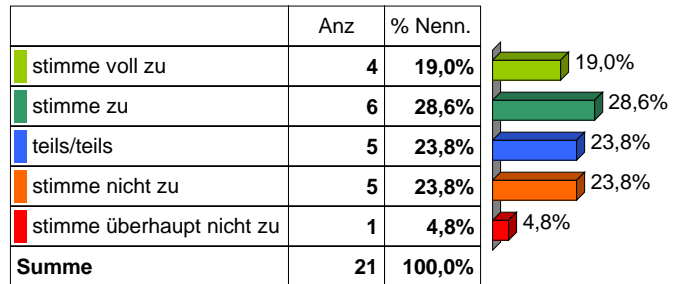 Anz % Nenn.
stimme voll zu 4 19,0% 19,0%
stimme zu 6 28,6% 28,6%
teils/teils 5 23,8% 23,8%
stimme nicht zu 5 23,8% 23,8%
stimme überhaupt nicht zu 1 4,8% 4,8%
Summe 21 100,0%